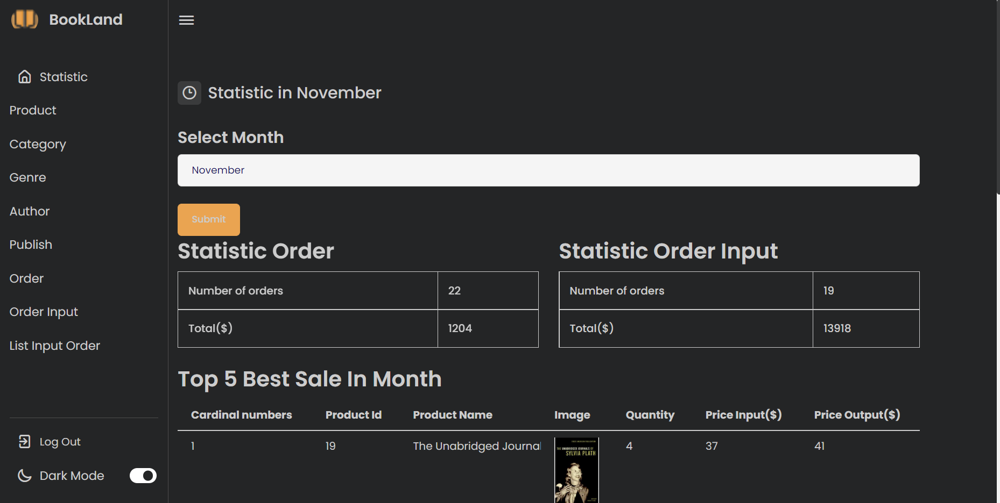 BookLand
Statistic
Product
Category
Genre
Author
Publish
Order
Order Input
List Input Order
Log Out
Dark Mode
Statistic in November
Select Month
November
Submit
Statistic Order
Number of orders 22
Total($) 1204
Statistic Order Input
Number of orders 19
Total($) 13918
Top 5 Best Sale In Month
Cardinal numbers Product Id Product Name Image Quantity Price Input($) Price Output($)
1 19 The Unabridged Journal 4 37 41
THE UNABRIDGED JOURNALS OF
SYLVIA PLATH